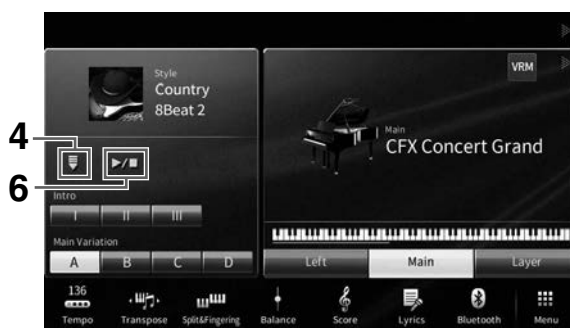 4
6
Style
Country
8Beat 2
▶/■
Intro
I II III
Main Variation
A B C D
VRM
Main
CFX Concert Grand
Left Main Layer
136
Tempo Transpose Split&Fingering Balance Score Lyrics Bluetooth Menu